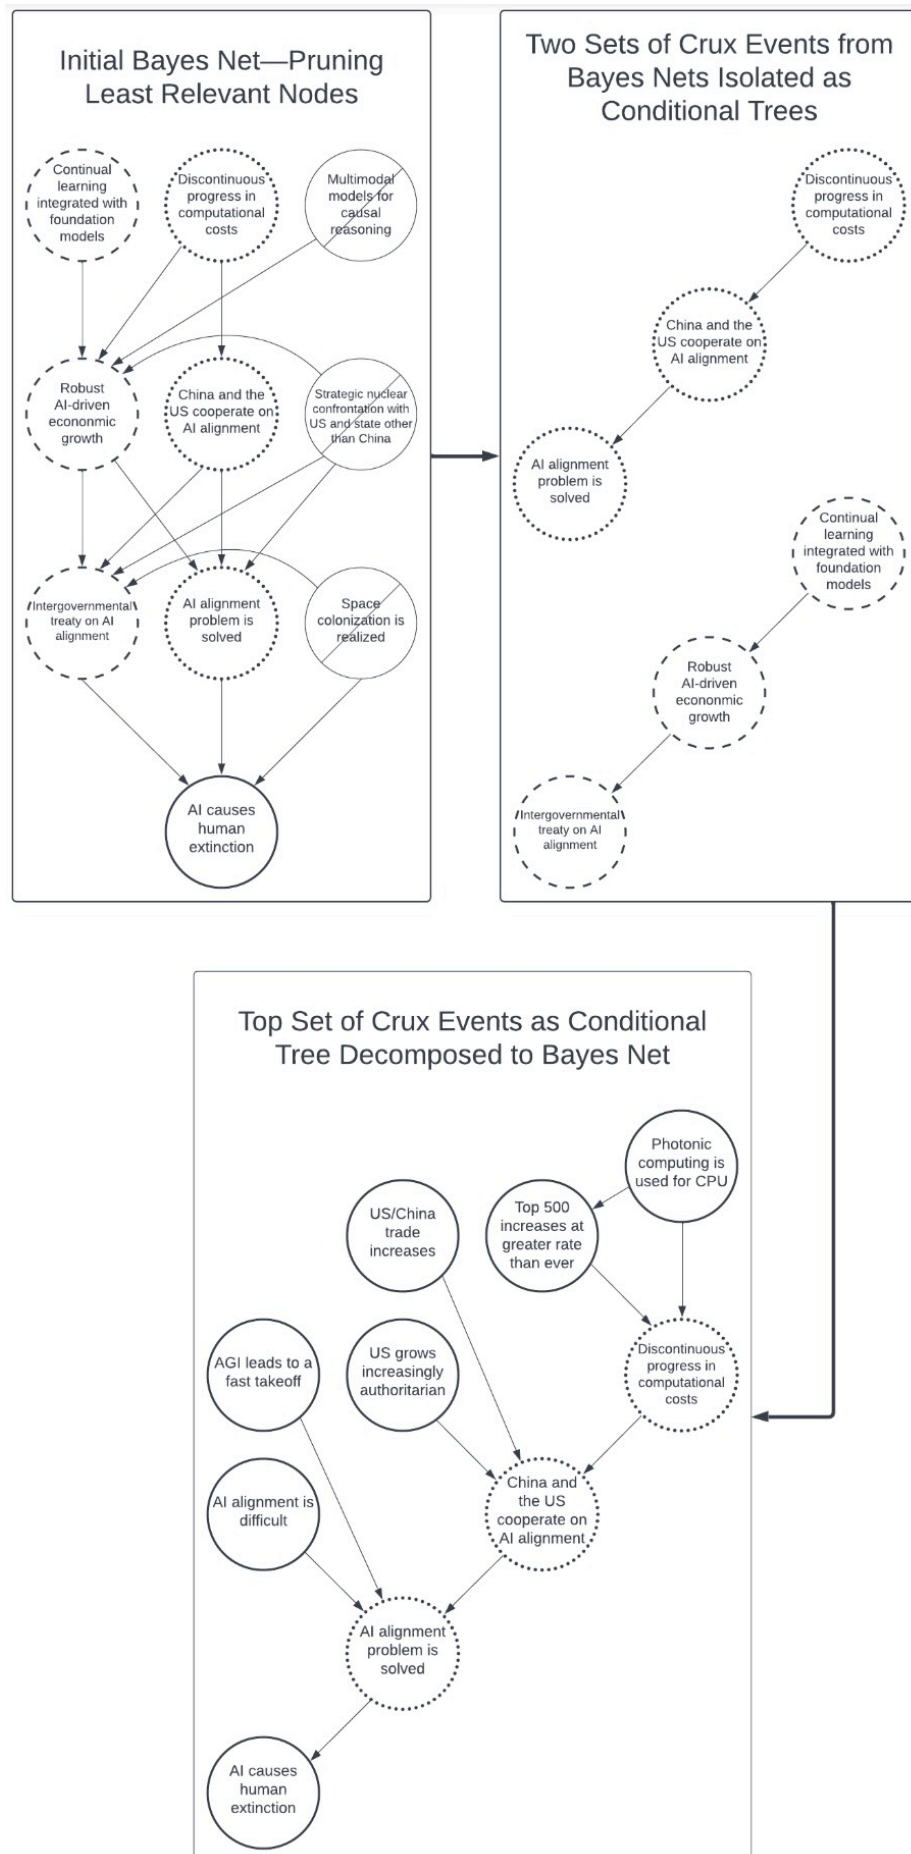 Initial Bayes Net—Pruning
Least Relevant Nodes
Continual
learning
integrated with
foundation
models
Discontinuous
progress in
computational
costs
Multimodal
models for
causal
reasoning
Robust
AI-driven
econonmic
growth
China and the
US cooperate on
AI alignment
Strategic nuclear
confrontation with
US and state other
than China
Intergovernmental
treaty on AI
alignment
AI alignment
problem is
solved
Space
colonization is
realized
AI causes
human
extinction
Two Sets of Crux Events from
Bayes Nets Isolated as
Conditional Trees
Discontinuous
progress in
computational
costs
China and the
US cooperate on
AI alignment
AI alignment
problem is
solved
Continual
learning
integrated with
foundation
models
Robust
AI-driven
econonmic
growth
Intergovernmental
treaty on AI
alignment
Top Set of Crux Events as Conditional
Tree Decomposed to Bayes Net
Photonic
computing is
used for CPU
Top 500
increases at
greater rate
than ever
US/China
trade
increases
AGI leads to a
fast takeoff
US grows
increasingly
authoritarian
Discontinuous
progress in
computational
costs
AI alignment is
difficult
China and
the US
cooperate on
AI alignment
AI alignment
problem is
solved
AI causes
human
extinction